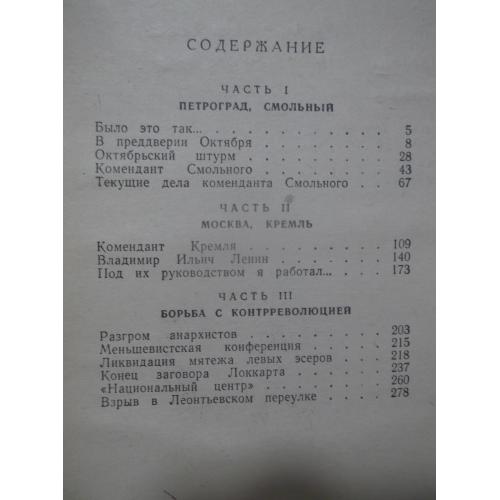 СОДЕРЖАНИЕ
ЧАСТЬ I
ПЕТРОГРАД, СМОЛЬНЫЙ
Было это так... . . . . . . . . . . 5
В преддверии Октября . . . . . . . . 8
Октябрьский штурм . . . . . . . . . 28
Комендант Смольного . . . . . . . . 43
Текущие дела коменданта Смольного . . 67
ЧАСТЬ II
МОСКВА, КРЕМЛЬ
Комендант Кремля . . . . . . . . . 109
Владимир Ильич Ленин . . . . . . . 140
Под их руководством я работал... . . . 173
ЧАСТЬ III
БОРЬБА С КОНТРРЕВОЛЮЦИЕЙ
Разгром анархистов . . . . . . . . . 203
Меньшевистская конференция . . . . . 215
Ликвидация мятежа левых эсеров . . . . 218
Конец заговора Локкарта . . . . . . . 237
«Национальный центр» . . . . . . . . 260
Взрыв в Леонтьевском переулке . . . . 278